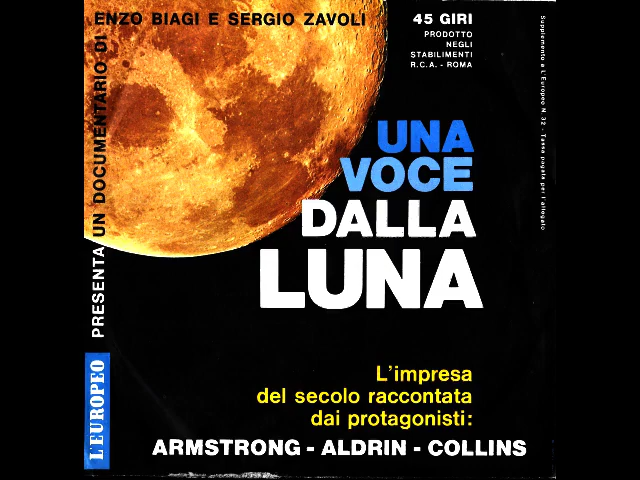 L'EUROPEO
PRESENTA UN DOCUMENTARIO DI ENZO BIAGI E SERGIO ZAVOLI
45 GIRI
PRODOTTO
NEGLI
STABILIMENTI
R.C.A. - ROMA
Supplemento a L'Europeo N. 32 - Tassa pagata per l'allegato
UNA
VOCE
DALLA
LUNA
L'impresa
del secolo raccontata
dai protagonisti:
ARMSTRONG - ALDRIN - COLLINS